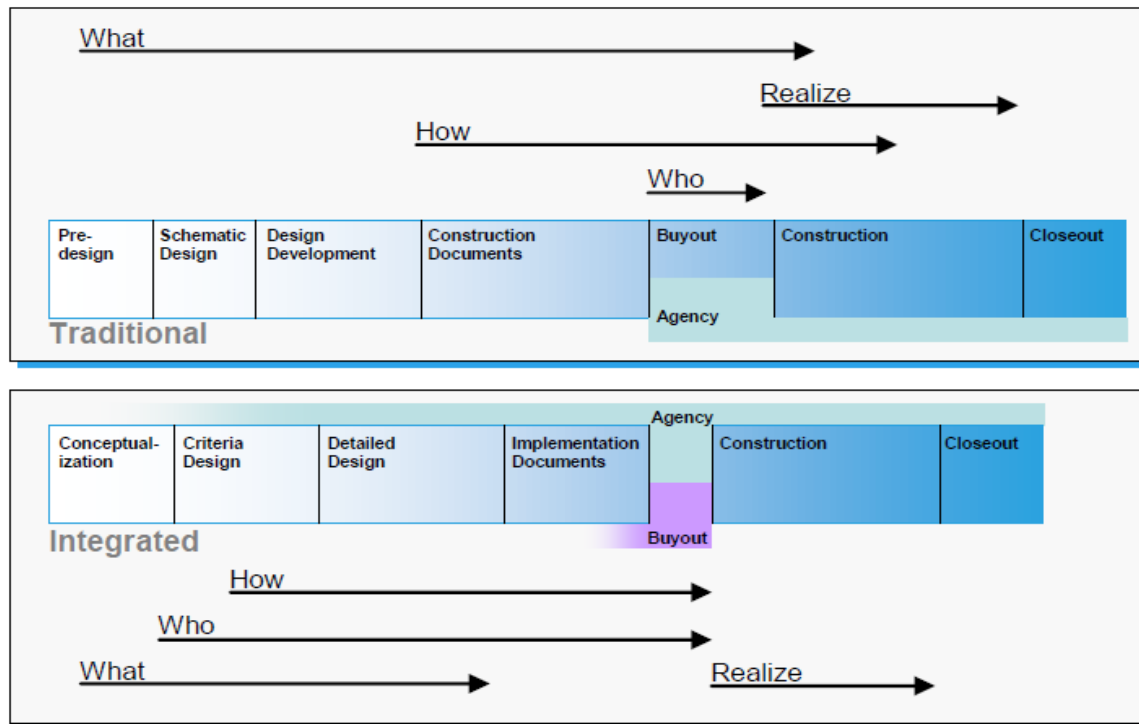 What
Realize
How
Who
Pre-
design
Schematic
Design
Design
Development
Construction
Documents
Buyout
Construction
Closeout
Agency
Traditional
Agency
Conceptual-
ization
Criteria
Design
Detailed
Design
Implementation
Documents
Construction
Closeout
Buyout
Integrated
How
Who
What
Realize